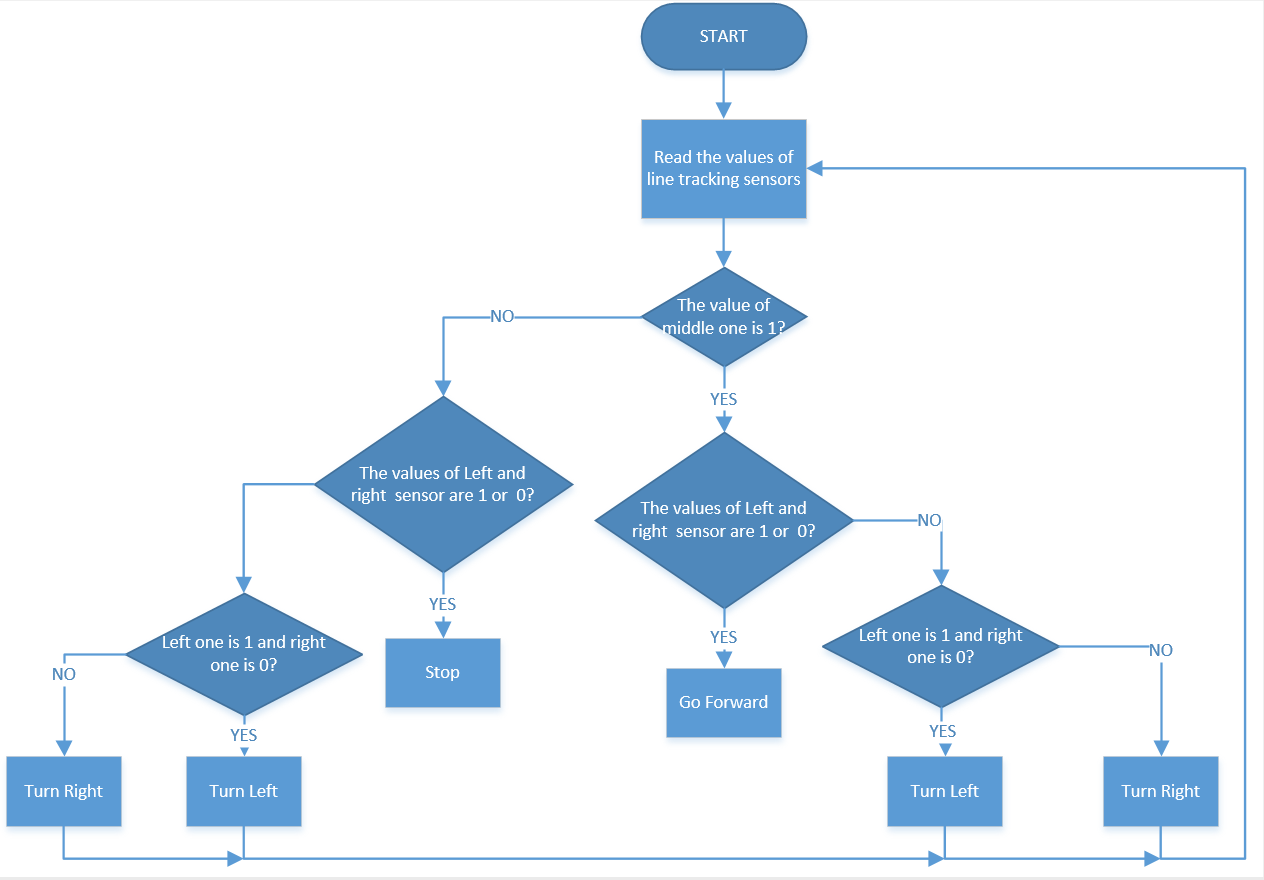 START
Read the values of
line tracking sensors
The value of
middle one is 1?
NO
YES
The values of Left and
right  sensor are 1 or  0?
The values of Left and
right  sensor are 1 or  0?
NO
YES
YES
Left one is 1 and right
one is 0?
Left one is 1 and right
one is 0?
Stop
Go Forward
NO
NO
YES
YES
Turn Right
Turn Left
Turn Left
Turn Right